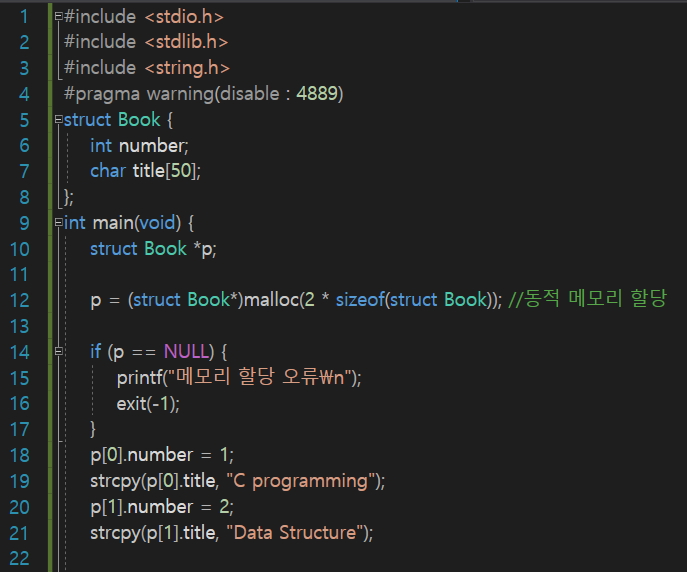 1 #include <stdio.h>
2 #include <stdlib.h>
3 #include <string.h>
4 #pragma warning(disable : 4889)
5 struct Book {
6 int number;
7 char title[50];
8 };
9 int main(void) {
10 struct Book *p;
11
12 p = (struct Book*)malloc(2 * sizeof(struct Book)); //동적 메모리 할당
13
14 if (p == NULL) {
15 printf("메모리 할당 오류₩n");
16 exit(-1);
17 }
18 p[0].number = 1;
19 strcpy(p[0].title, "C programming");
20 p[1].number = 2;
21 strcpy(p[1].title, "Data Structure");
22